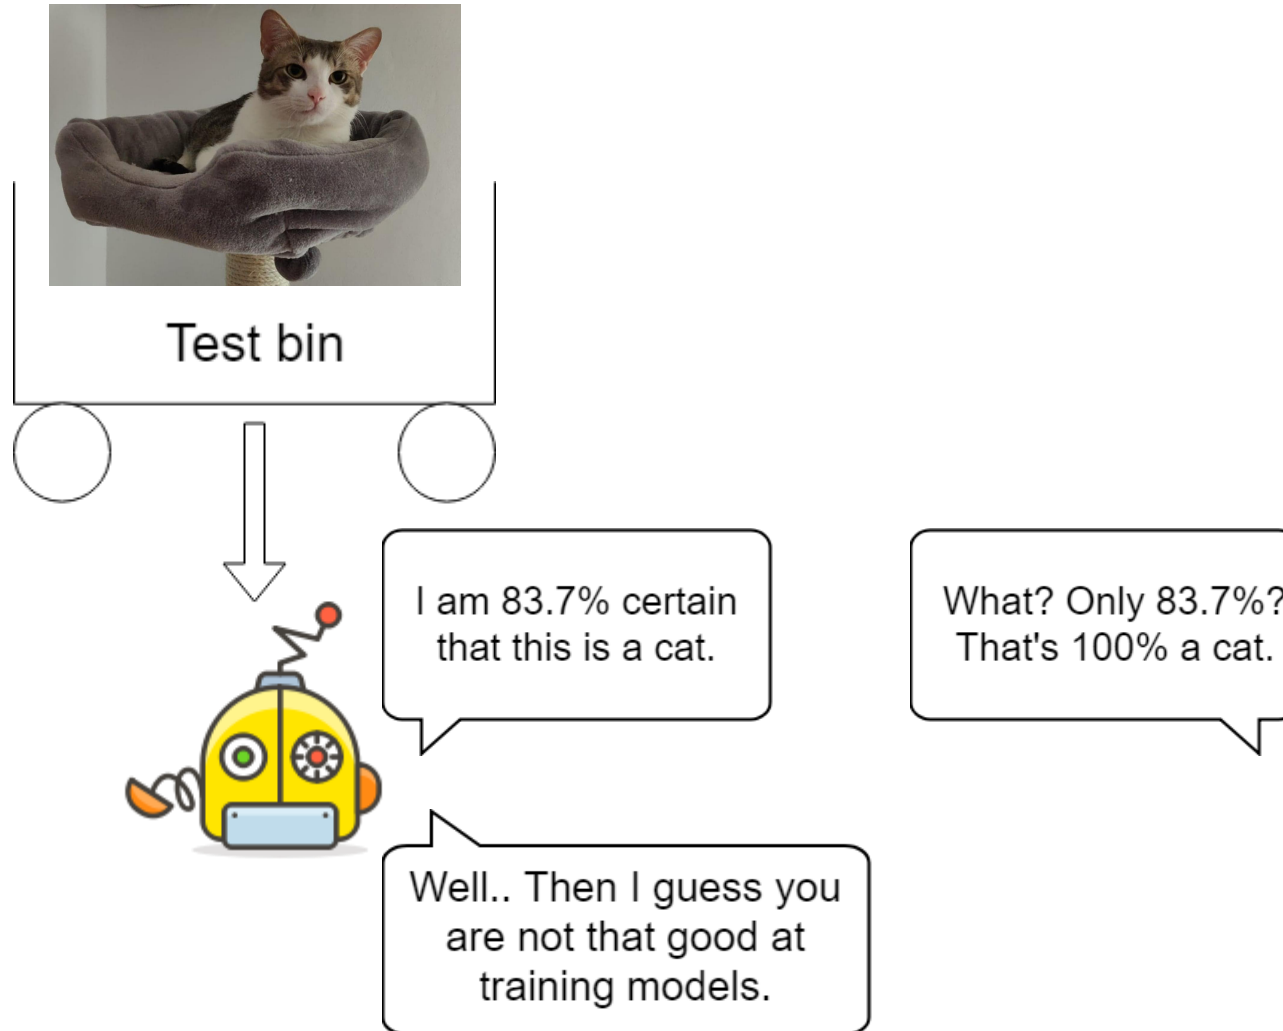 Test bin
I am 83.7% certain
that this is a cat.
What? Only 83.7%?
That's 100% a cat.
Well.. Then I guess you
are not that good at
training models.